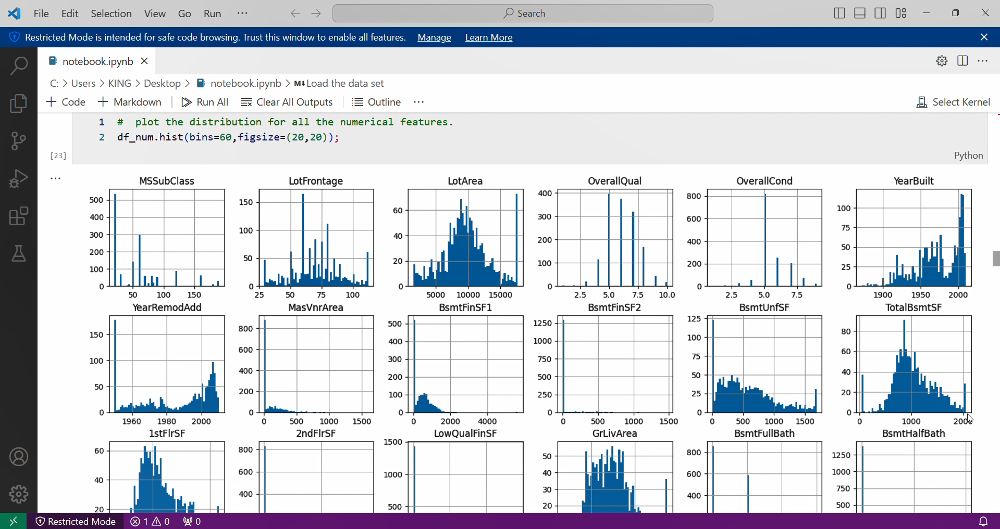 File Edit Selection View Go Run ··· Search
Restricted Mode is intended for safe code browsing. Trust this window to enable all features. Manage Learn More
notebook.ipynb
C: > Users > KING > Desktop > notebook.ipynb > M↓Load the data set
+ Code + Markdown Run All Clear All Outputs Outline ··· Select Kernel
1 # plot the distribution for all the numerical features.
2 df_num.hist(bins=60,figsize=(20,20));
[23] Python
MSSubClass LotFrontage LotArea OverallQual OverallCond YearBuilt
500 400 300 200 100 0
50 100 150
150 100 50 0
25 50 75 100
60 40 20 0
5000 10000 15000
400 300 200 100 0
2.5 5.0 7.5 10.0
800 600 400 200 0
2.5 5.0 7.5
100 75 50 25 0
1900 1950 2000
YearRemodAdd MasVnrArea BsmtFinSF1 BsmtFinSF2 BsmtUnfSF TotalBsmtSF
150 100 50 0
1960 1980 2000
800 600 400 200 0
0 500 1000 1500
500 400 300 200 100 0
0 2000 4000
1250 1000 750 500 250 0
0 500 1000 1500
125 100 75 50 25 0
0 500 1000 1500
80 60 40 20 0
0 1000 2000
1stFlrSF 2ndFlrSF LowQualFinSF GrLivArea BsmtFullBath BsmtHalfBath
60 40 20
800 600 400
1500 1000 500
50 40 30 20
800 600 400
1250 1000 750 500
Restricted Mode 1 0 0